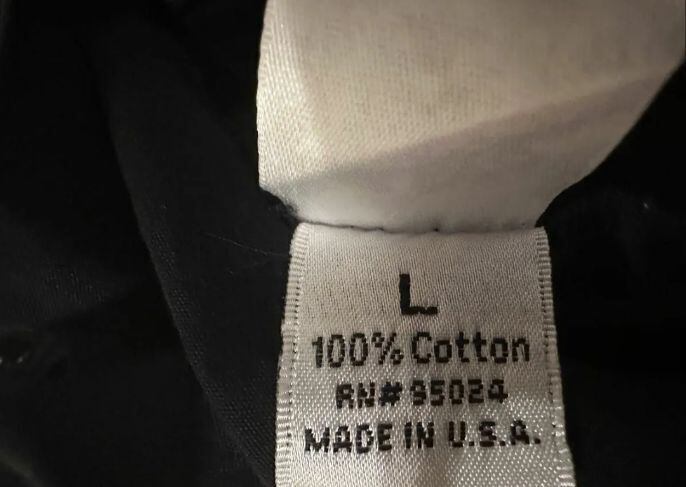 L
100% Cotton
RN# 95024
MADE IN U.S.A.